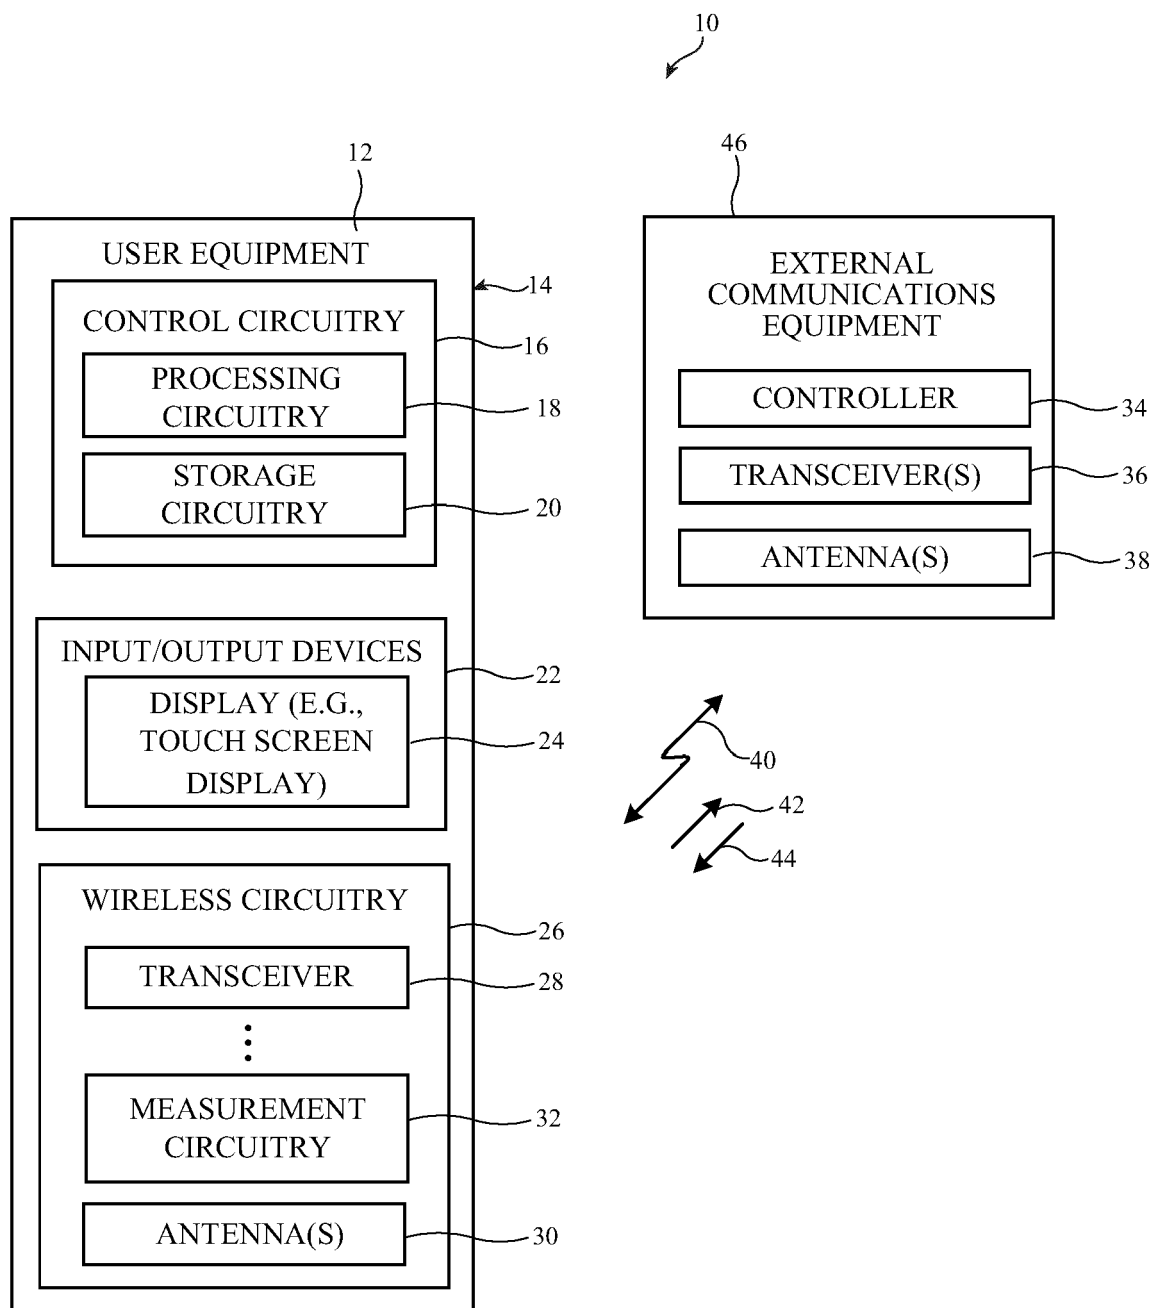 10
12
46
USER EQUIPMENT
14
CONTROL CIRCUITRY
16
PROCESSING
CIRCUITRY
18
STORAGE
CIRCUITRY
20
INPUT/OUTPUT DEVICES
22
DISPLAY (E.G.,
TOUCH SCREEN
DISPLAY)
24
WIRELESS CIRCUITRY
26
TRANSCEIVER
28
MEASUREMENT
CIRCUITRY
32
ANTENNA(S)
30
EXTERNAL
COMMUNICATIONS
EQUIPMENT
CONTROLLER
34
TRANSCEIVER(S)
36
ANTENNA(S)
38
40
42
44